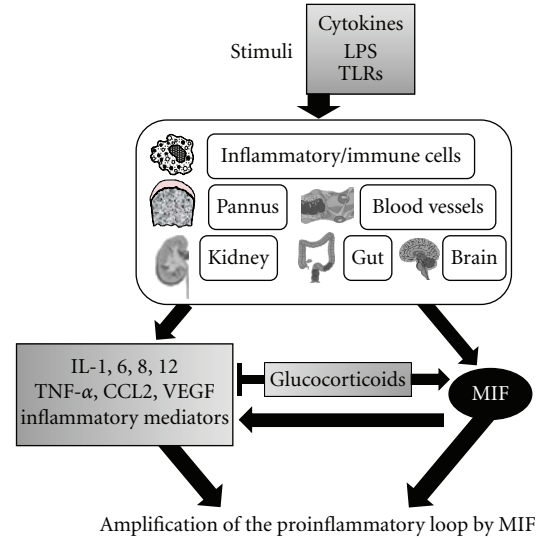 Cytokines
Stimuli
LPS
TLRs
Inflammatory/immune cells
Pannus
Blood vessels
Kidney
Gut
Brain
IL-1, 6, 8, 12
TNF-α, CCL2, VEGF
inflammatory mediators
Glucocorticoids
MIF
Amplification of the proinflammatory loop by MIF